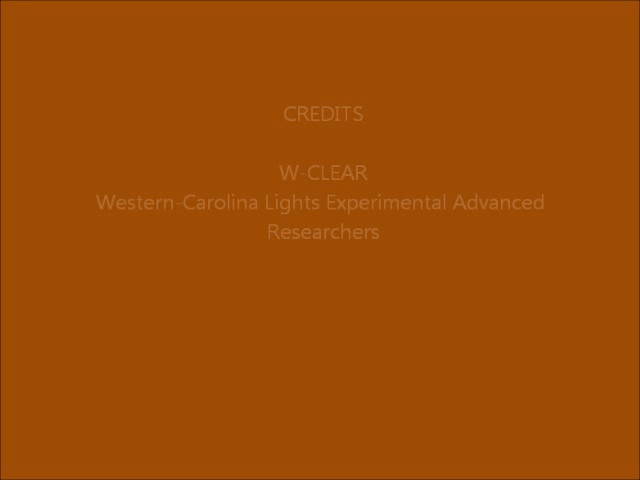 CREDITS
W-CLEAR
Western-Carolina Lights Experimental Advanced
Researchers